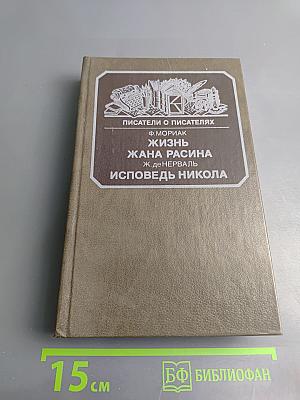 ПИСАТЕЛИ О ПИСАТЕЛЯХ
Ф. МОРИАК
ЖИЗНЬ
ЖАНА РАСИНА
Ж. де НЕРВАЛЬ
ИСПОВЕДЬ НИКОЛА
15 см
БФ БИБЛИОФАН